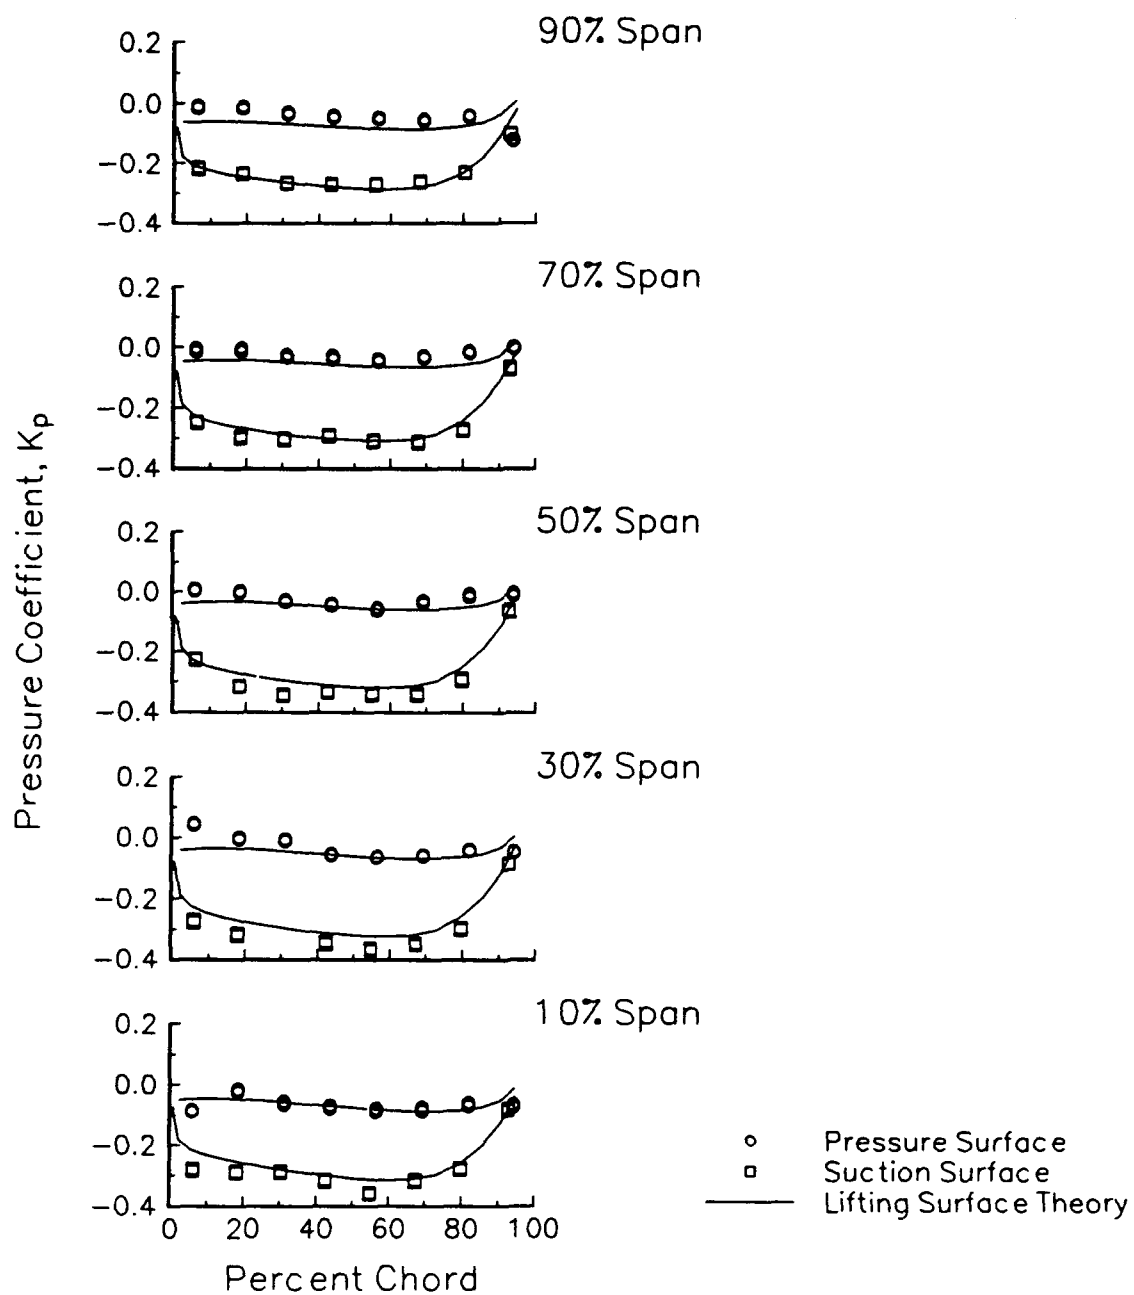 90% Span
0.2
0.0
−0.2
−0.4
70% Span
0.2
0.0
−0.2
−0.4
50% Span
0.2
0.0
−0.2
−0.4
30% Span
0.2
0.0
−0.2
−0.4
10% Span
0.2
0.0
−0.2
−0.4
0 20 40 60 80 100
Percent Chord
Pressure Coefficient, Kp
Pressure Surface
Suction Surface
Lifting Surface Theory